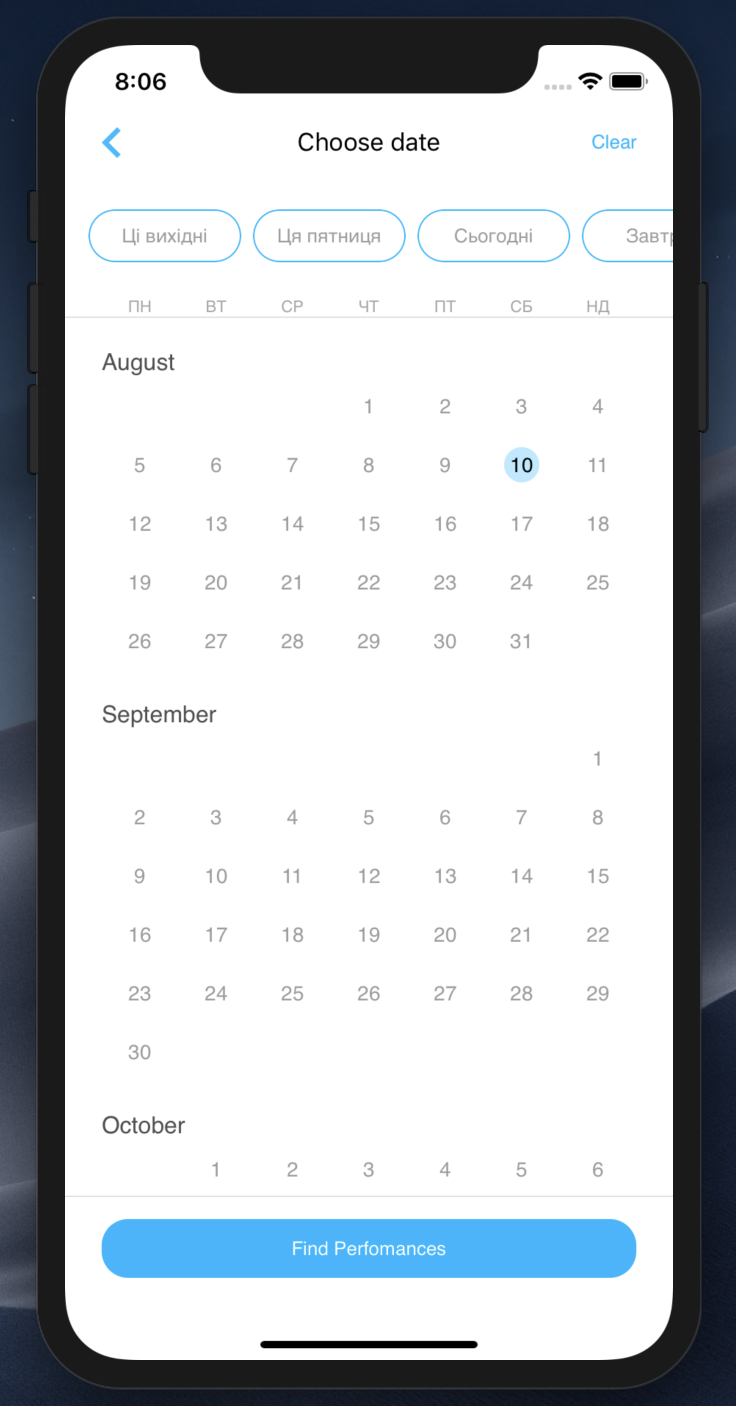 8:06
Choose date
Clear
Ці вихідні Ця пятниця Сьогодні Завтр
ПН ВТ СР ЧТ ПТ СБ НД
August
1 2 3 4
5 6 7 8 9 10 11
12 13 14 15 16 17 18
19 20 21 22 23 24 25
26 27 28 29 30 31
September
1
2 3 4 5 6 7 8
9 10 11 12 13 14 15
16 17 18 19 20 21 22
23 24 25 26 27 28 29
30
October
1 2 3 4 5 6
Find Perfomances